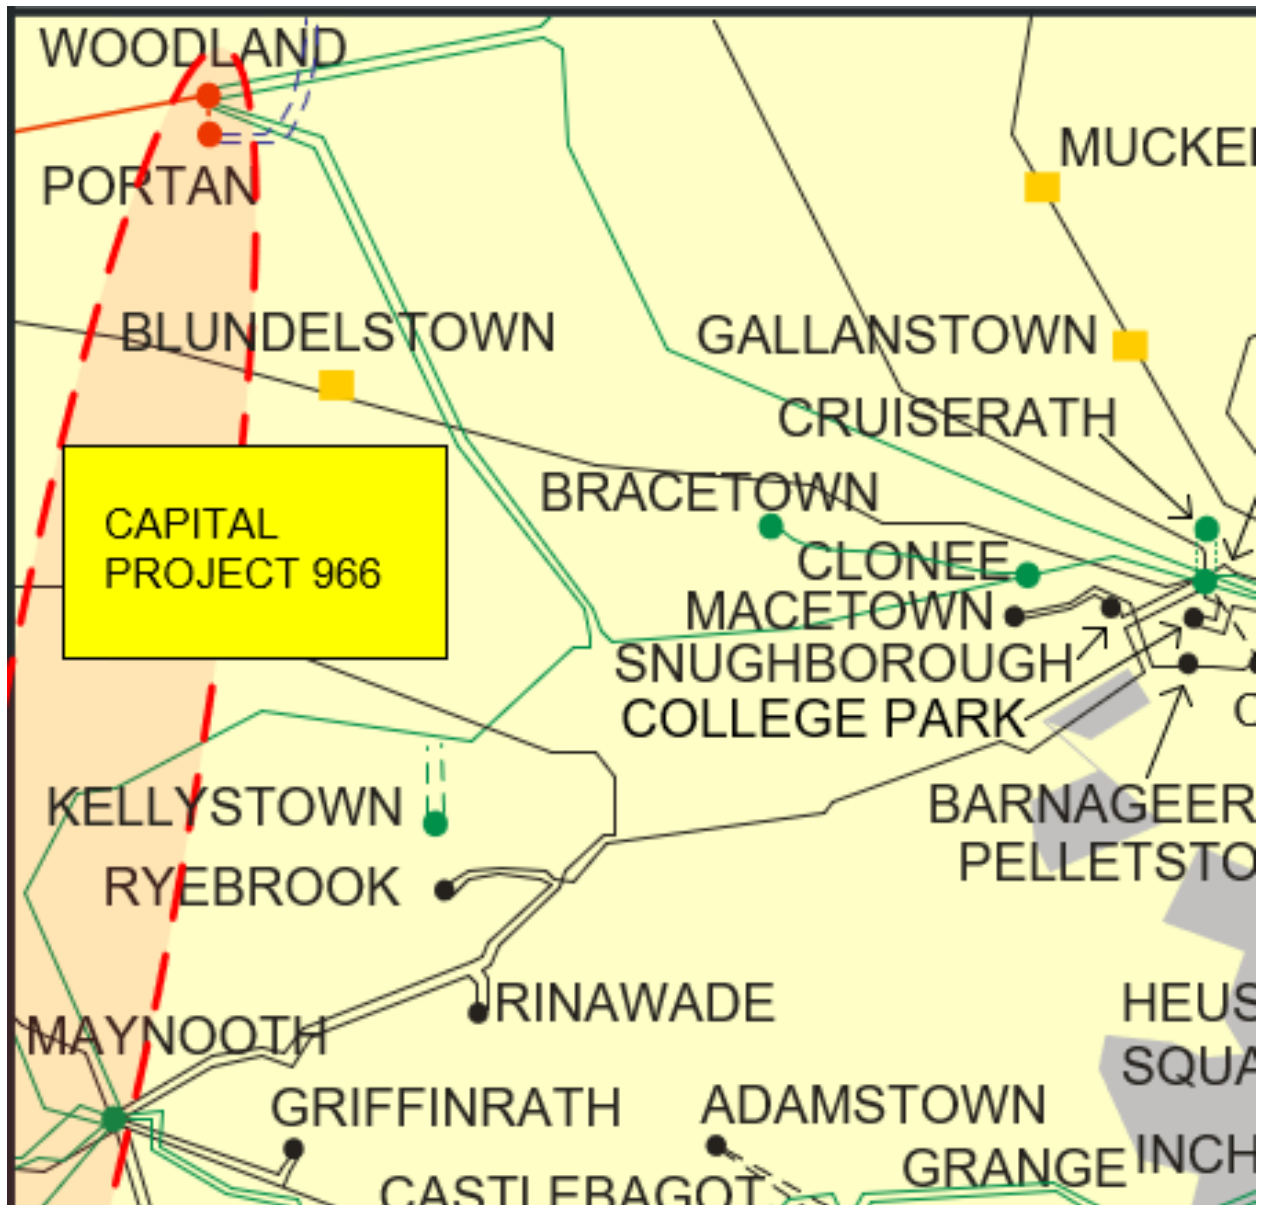 WOODLAND
MUCKE
PORTAN
BLUNDELSTOWN
GALLANSTOWN
CRUISERATH
BRACETOWN
CAPITAL
PROJECT 966
CLONEE
MACETOWN
SNUGHBOROUGH
COLLEGE PARK
C
KELLYSTOWN
BARNAGEER
PELLETSTO
RYEBROOK
RINAWADE
HEUS
SQUA
MAYNOOTH
GRIFFINRATH
ADAMSTOWN
GRANGE
INCH
CASTLEBAGOT